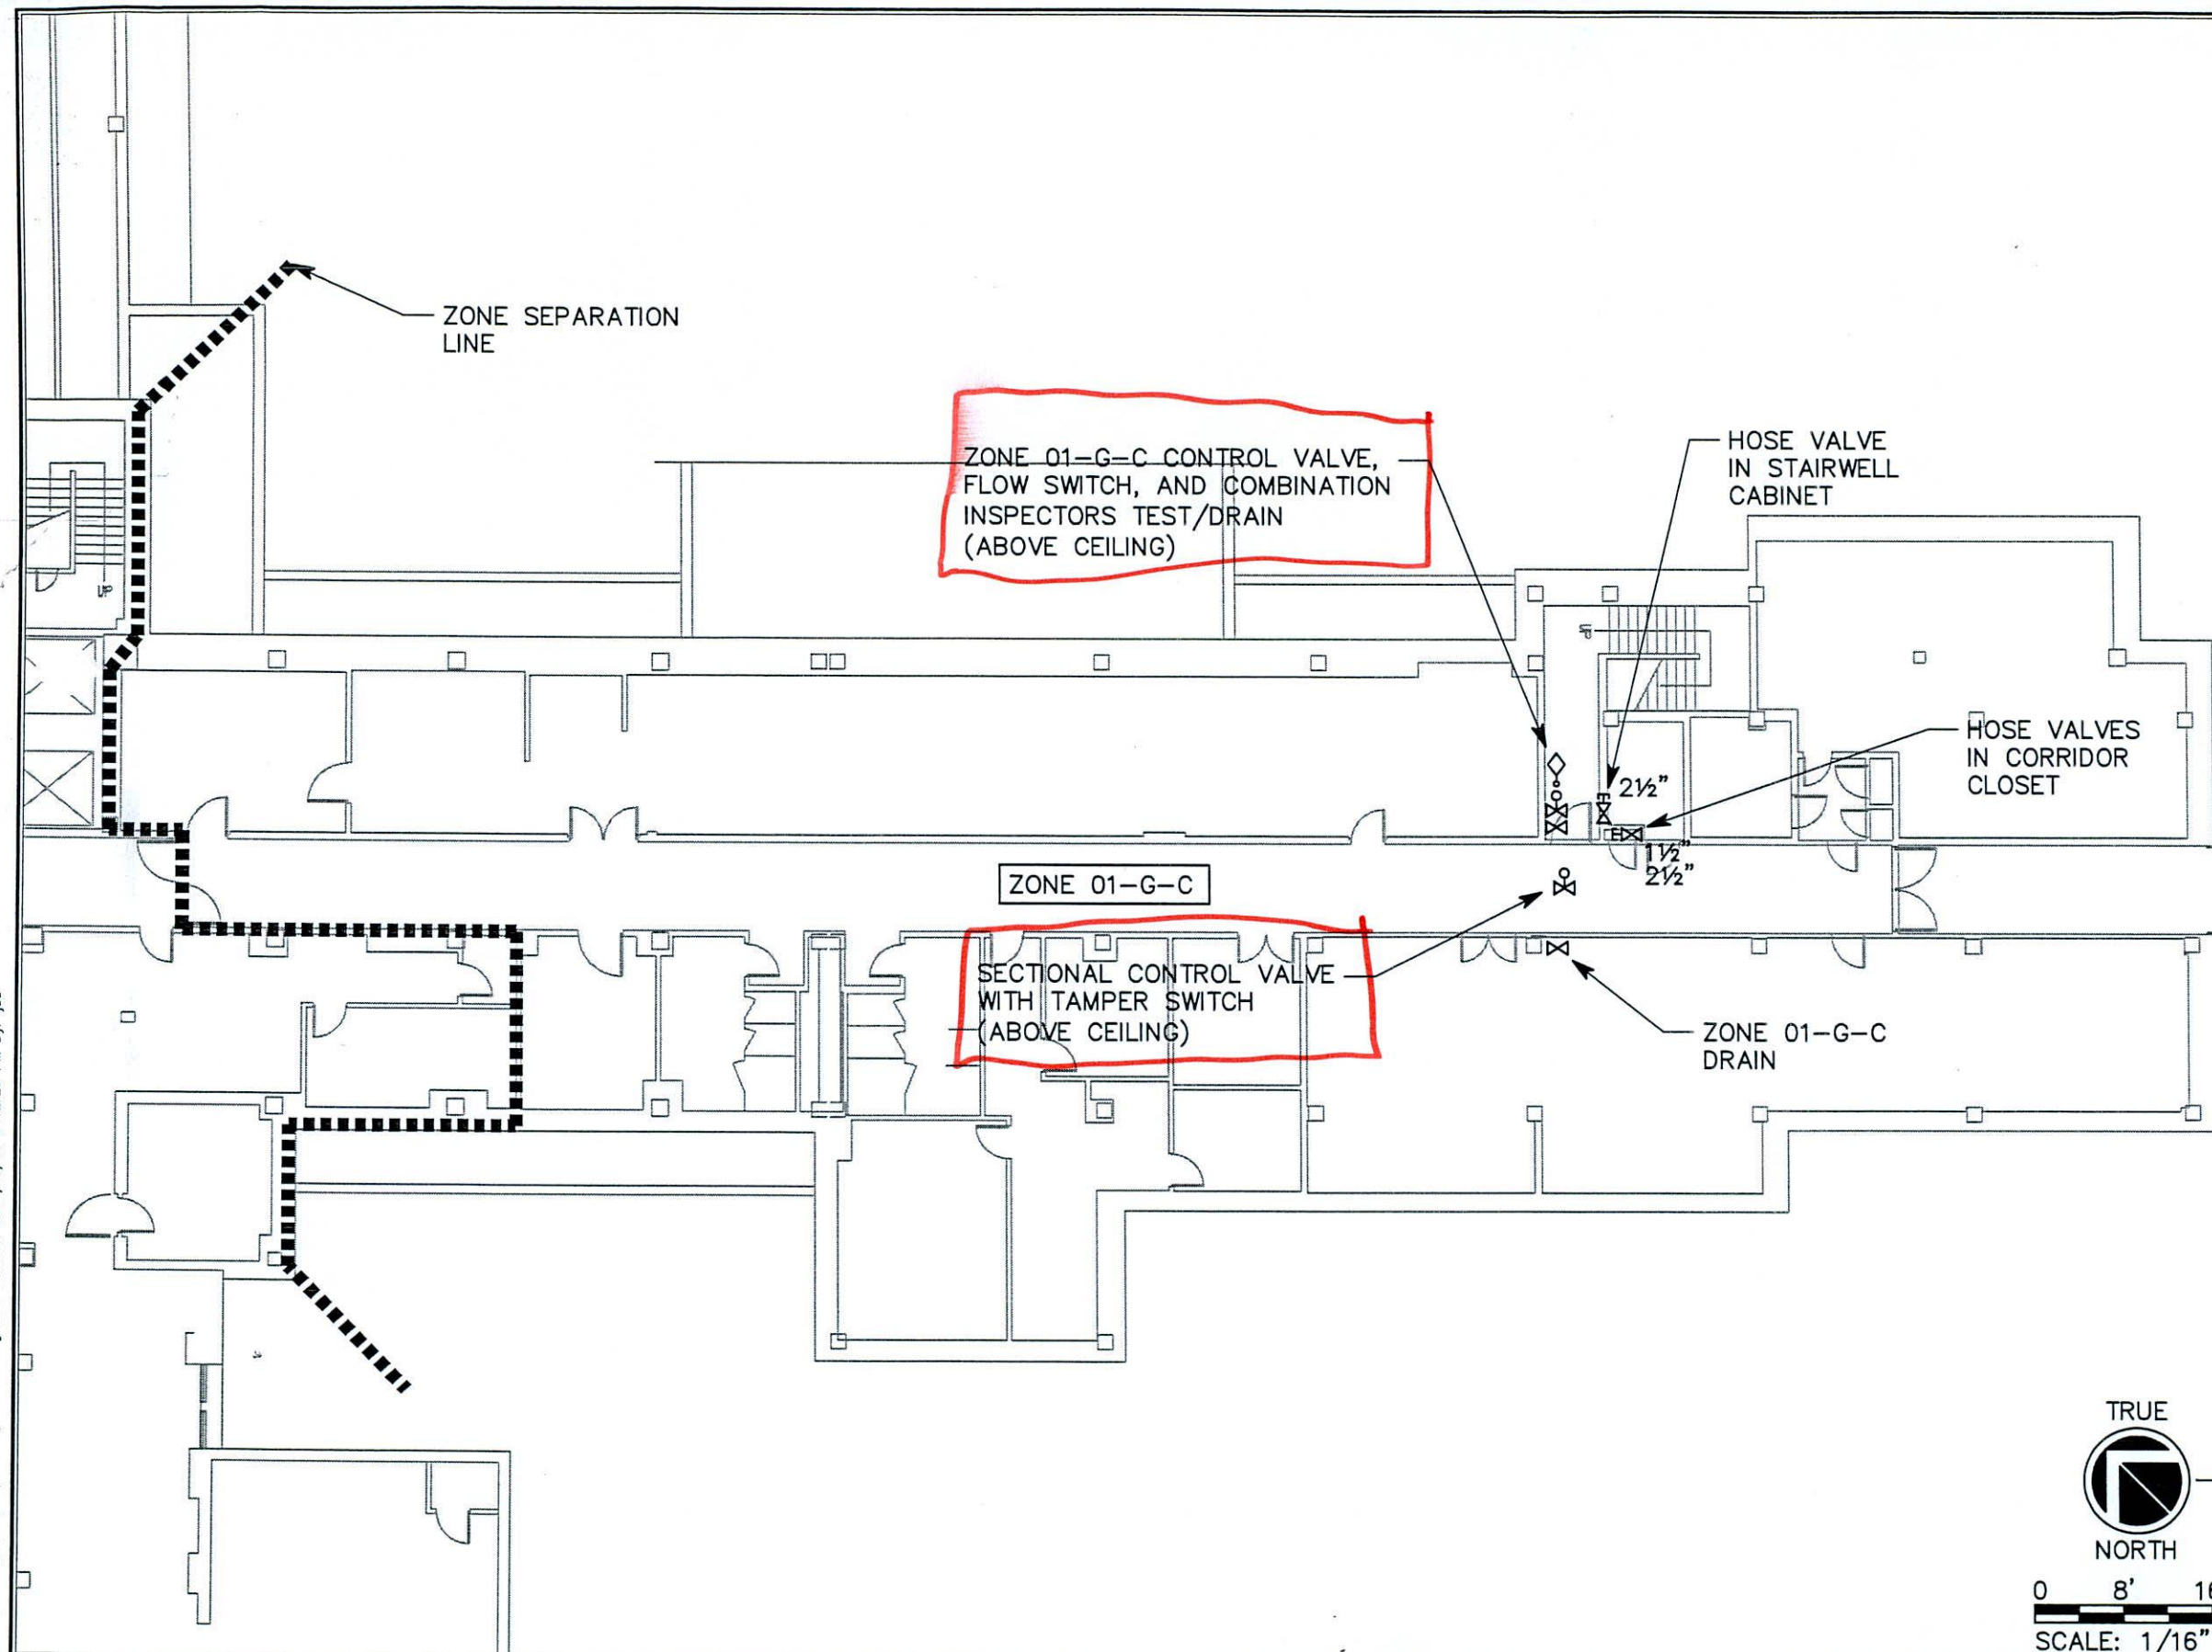 ZONE SEPARATION
LINE
ZONE 01-G-C CONTROL VALVE,
FLOW SWITCH, AND COMBINATION
INSPECTORS TEST/DRAIN
(ABOVE CEILING)
HOSE VALVE
IN STAIRWELL
CABINET
UP
UP
HOSE VALVES
IN CORRIDOR
CLOSET
2½"
1½"
2½"
ZONE 01-G-C
SECTIONAL CONTROL VALVE
WITH TAMPER SWITCH
(ABOVE CEILING)
ZONE 01-G-C
DRAIN
TRUE
NORTH
0 8'
SCALE: 1/16"